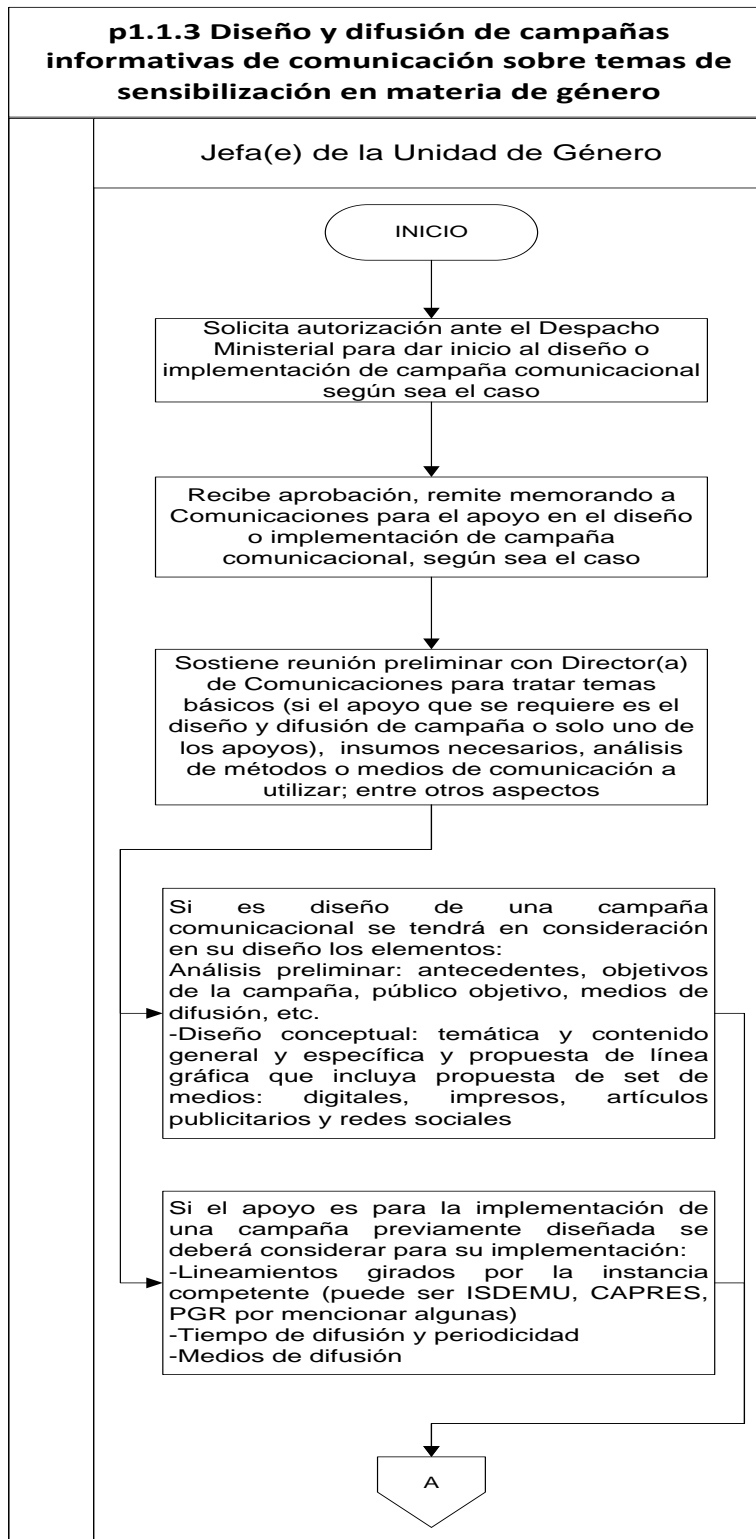 p1.1.3 Diseño y difusión de campañas
informativas de comunicación sobre temas de
sensibilización en materia de género
Jefa(e) de la Unidad de Género
INICIO
Solicita autorización ante el Despacho
Ministerial para dar inicio al diseño o
implementación de campaña comunicacional
según sea el caso
Recibe aprobación, remite memorando a
Comunicaciones para el apoyo en el diseño
o implementación de campaña
comunicacional, según sea el caso
Sostiene reunión preliminar con Director(a)
de Comunicaciones para tratar temas
básicos (si el apoyo que se requiere es el
diseño y difusión de campaña o solo uno de
los apoyos), insumos necesarios, análisis
de métodos o medios de comunicación a
utilizar; entre otros aspectos
Si es diseño de una campaña
comunicacional se tendrá en consideración
en su diseño los elementos:
Análisis preliminar: antecedentes, objetivos
de la campaña, público objetivo, medios de
difusión, etc.
-Diseño conceptual: temática y contenido
general y específica y propuesta de línea
gráfica que incluya propuesta de set de
medios: digitales, impresos, artículos
publicitarios y redes sociales
Si el apoyo es para la implementación de
una campaña previamente diseñada se
deberá considerar para su implementación:
-Lineamientos girados por la instancia
competente (puede ser ISDEMU, CAPRES,
PGR por mencionar algunas)
-Tiempo de difusión y periodicidad
-Medios de difusión
A